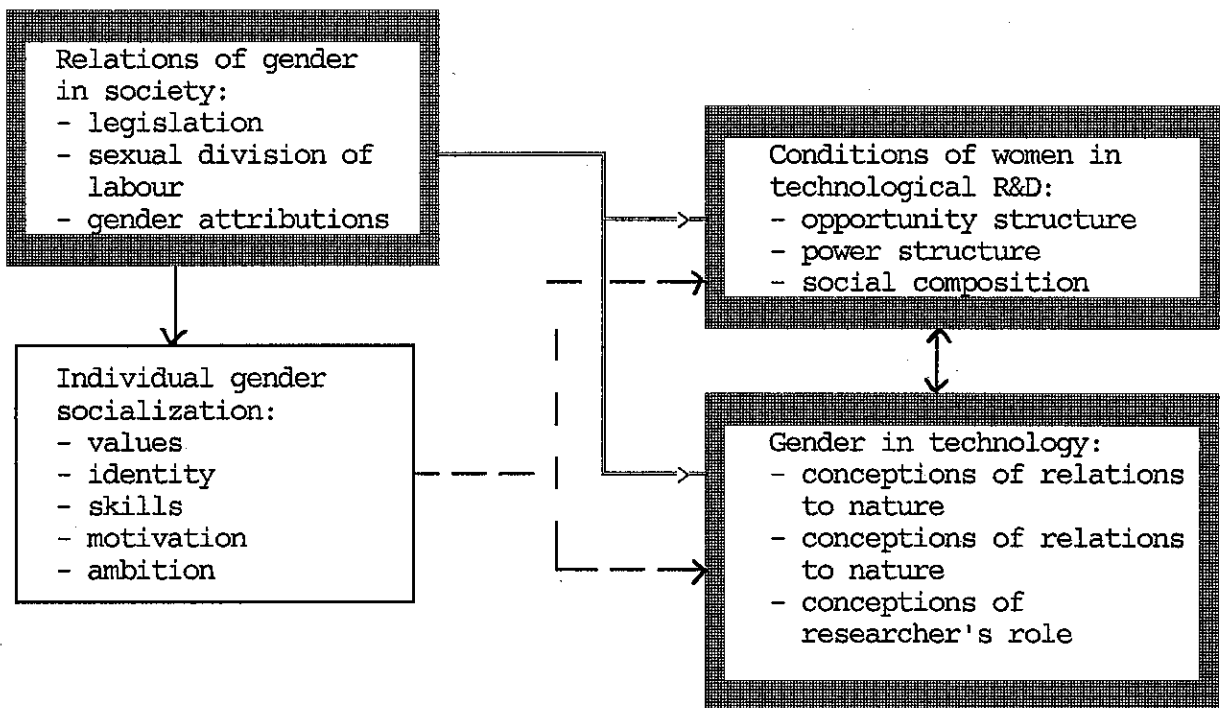 Relations of gender
in society:
- legislation
- sexual division of
labour
- gender attributions
Individual gender
socialization:
- values
- identity
- skills
- motivation
- ambition
Conditions of women in
technological R&D:
- opportunity structure
- power structure
- social composition
Gender in technology:
- conceptions of relations
to nature
- conceptions of relations
to nature
- conceptions of
researcher's role